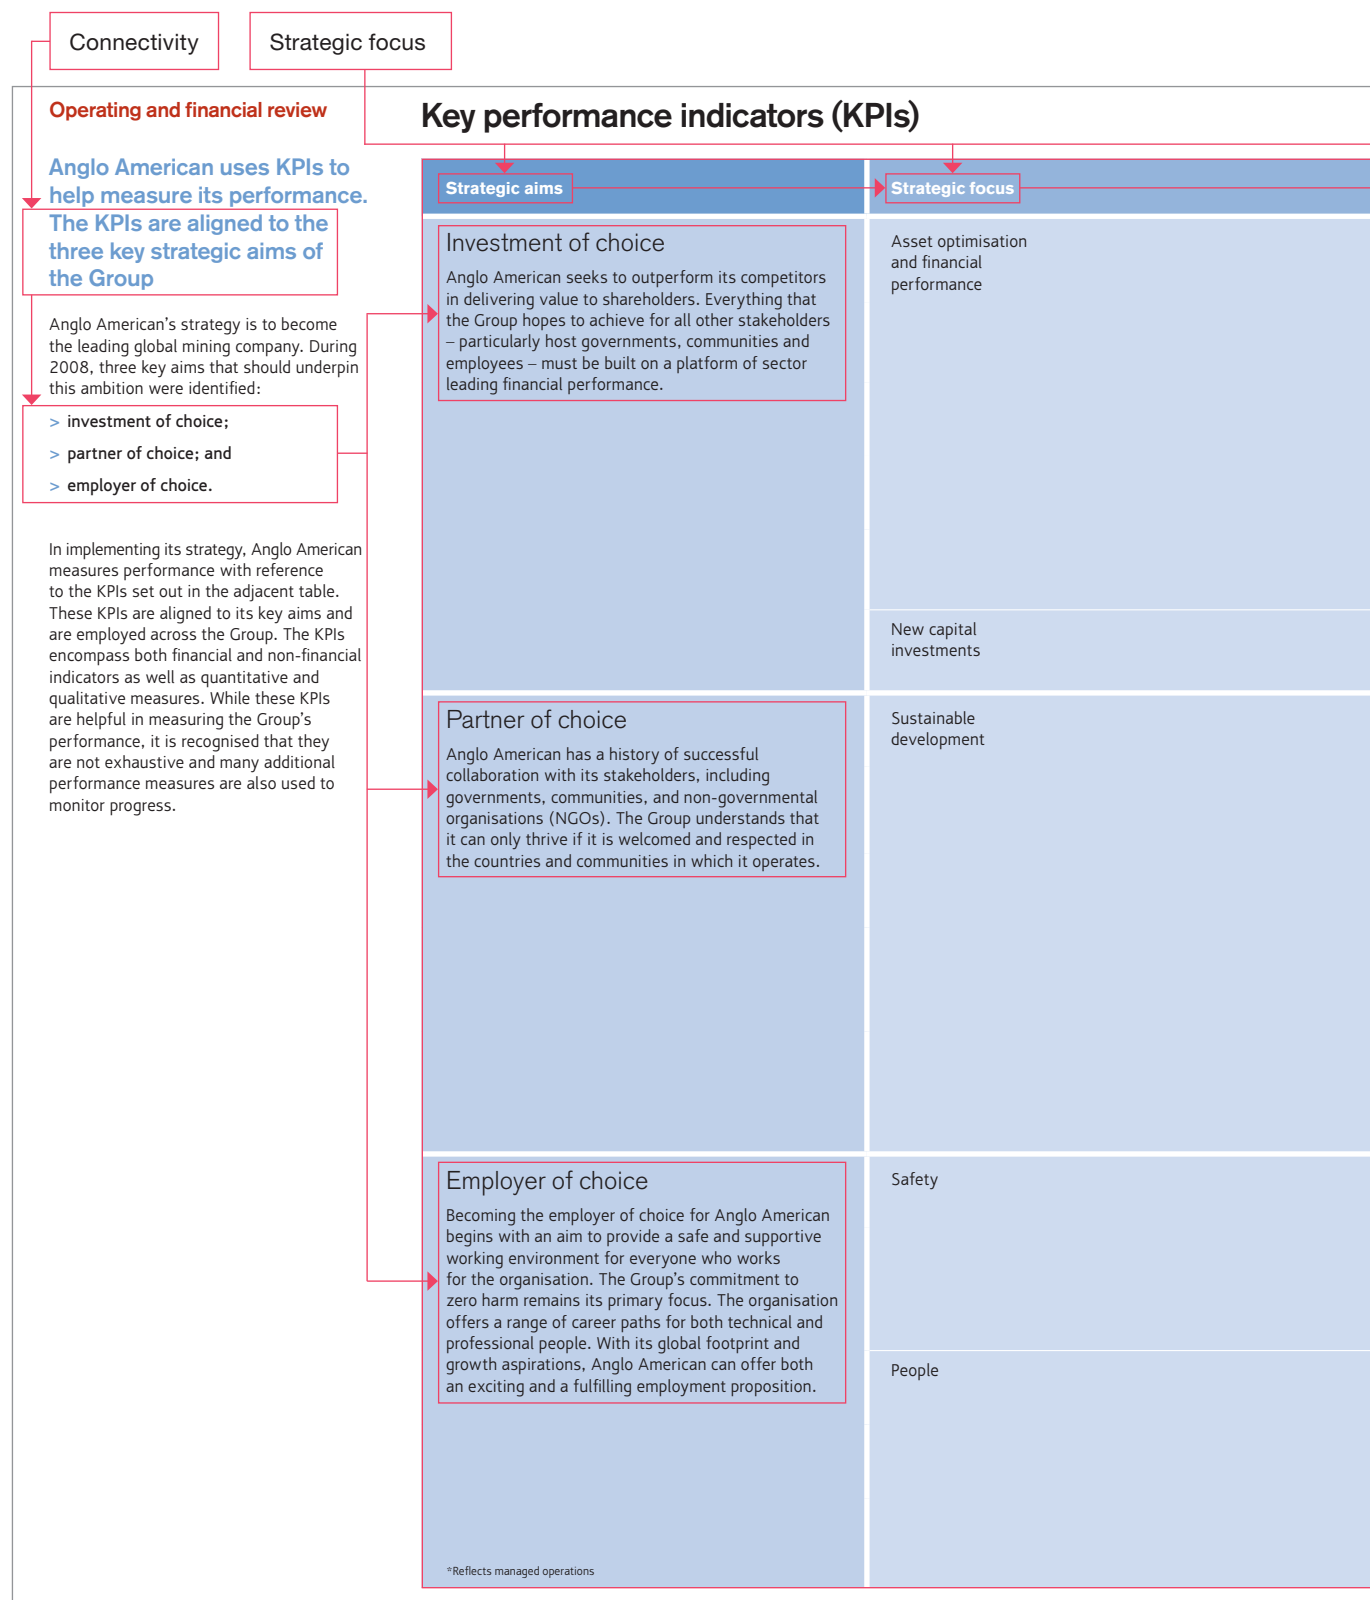 Connectivity
Strategic focus
Operating and financial review
Key performance indicators (KPIs)
Anglo American uses KPIs to
help measure its performance.
The KPIs are aligned to the
three key strategic aims of
the Group
Anglo American's strategy is to become
the leading global mining company. During
2008, three key aims that should underpin
this ambition were identified:
> investment of choice;
> partner of choice; and
> employer of choice.
In implementing its strategy, Anglo American
measures performance with reference
to the KPIs set out in the adjacent table.
These KPIs are aligned to its key aims and
are employed across the Group. The KPIs
encompass both financial and non-financial
indicators as well as quantitative and
qualitative measures. While these KPIs
are helpful in measuring the Group's
performance, it is recognised that they
are not exhaustive and many additional
performance measures are also used to
monitor progress.
Strategic aims
Strategic focus
Investment of choice
Anglo American seeks to outperform its competitors
in delivering value to shareholders. Everything that
the Group hopes to achieve for all other stakeholders
– particularly host governments, communities and
employees – must be built on a platform of sector
leading financial performance.
Asset optimisation
and financial
performance
New capital
investments
Partner of choice
Anglo American has a history of successful
collaboration with its stakeholders, including
governments, communities, and non-governmental
organisations (NGOs). The Group understands that
it can only thrive if it is welcomed and respected in
the countries and communities in which it operates.
Sustainable
development
Employer of choice
Becoming the employer of choice for Anglo American
begins with an aim to provide a safe and supportive
working environment for everyone who works
for the organisation. The Group's commitment to
zero harm remains its primary focus. The organisation
offers a range of career paths for both technical and
professional people. With its global footprint and
growth aspirations, Anglo American can offer both
an exciting and a fulfilling employment proposition.
Safety
People
*Reflects managed operations